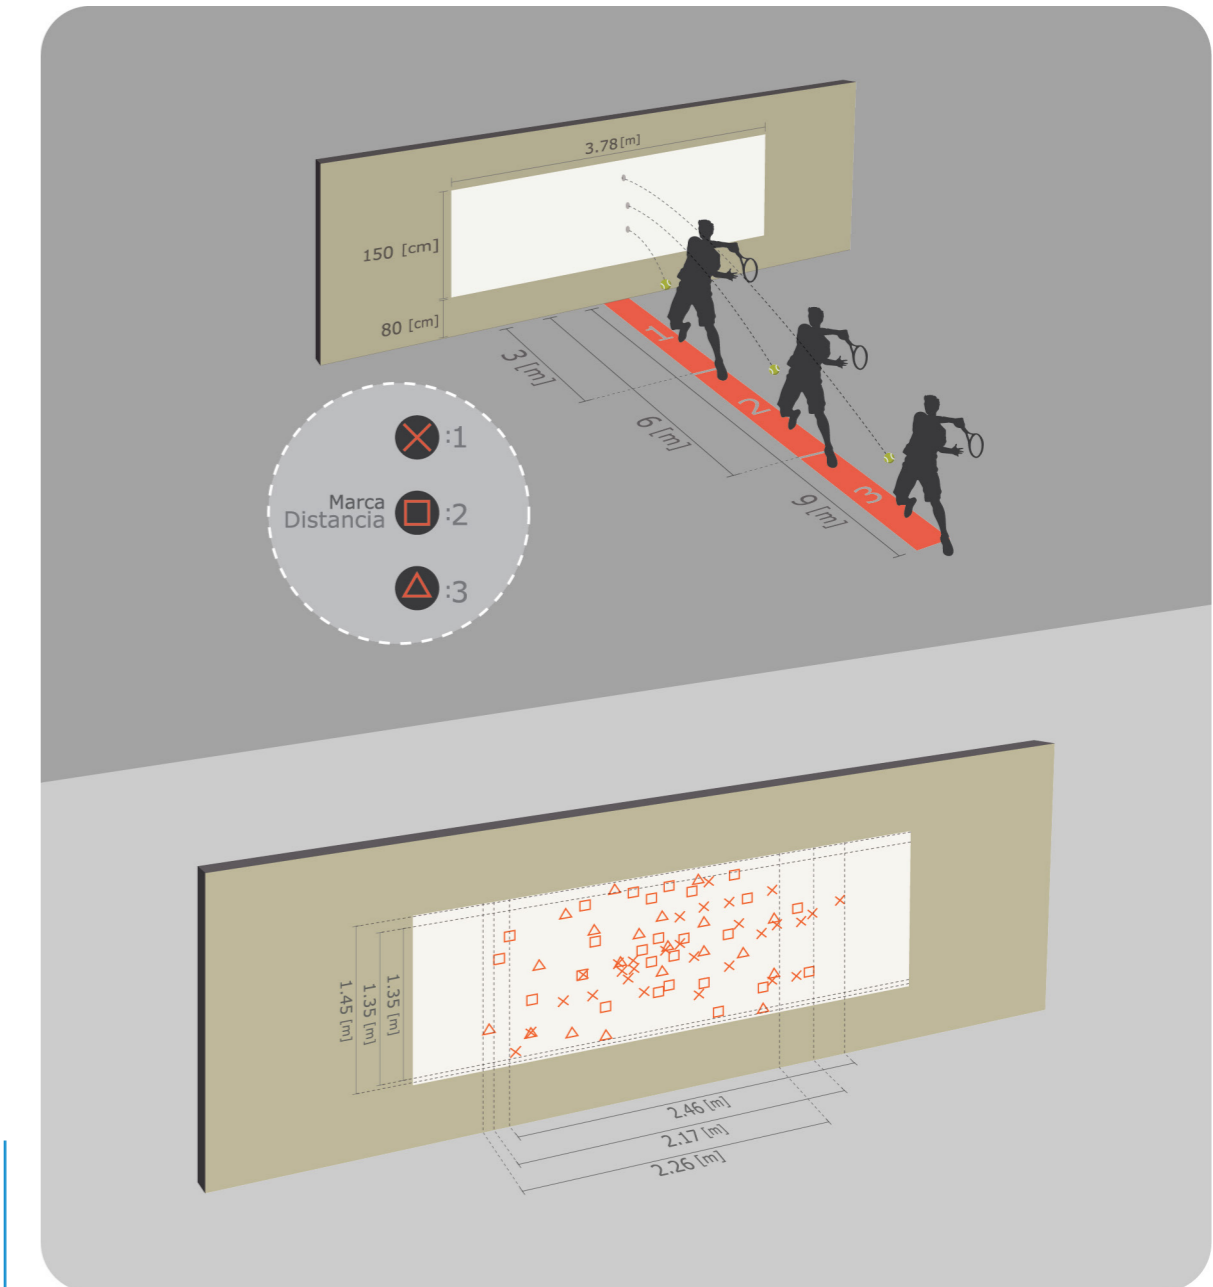 3.78 [m]
150 [cm]
80 [cm]
1
2
3
3 [m]
6 [m]
9 [m]
:1
Marca
Distancia
:2
:3
1.45 [m]
1.35 [m]
1.35 [m]
2.46 [m]
2.17 [m]
2.26 [m]